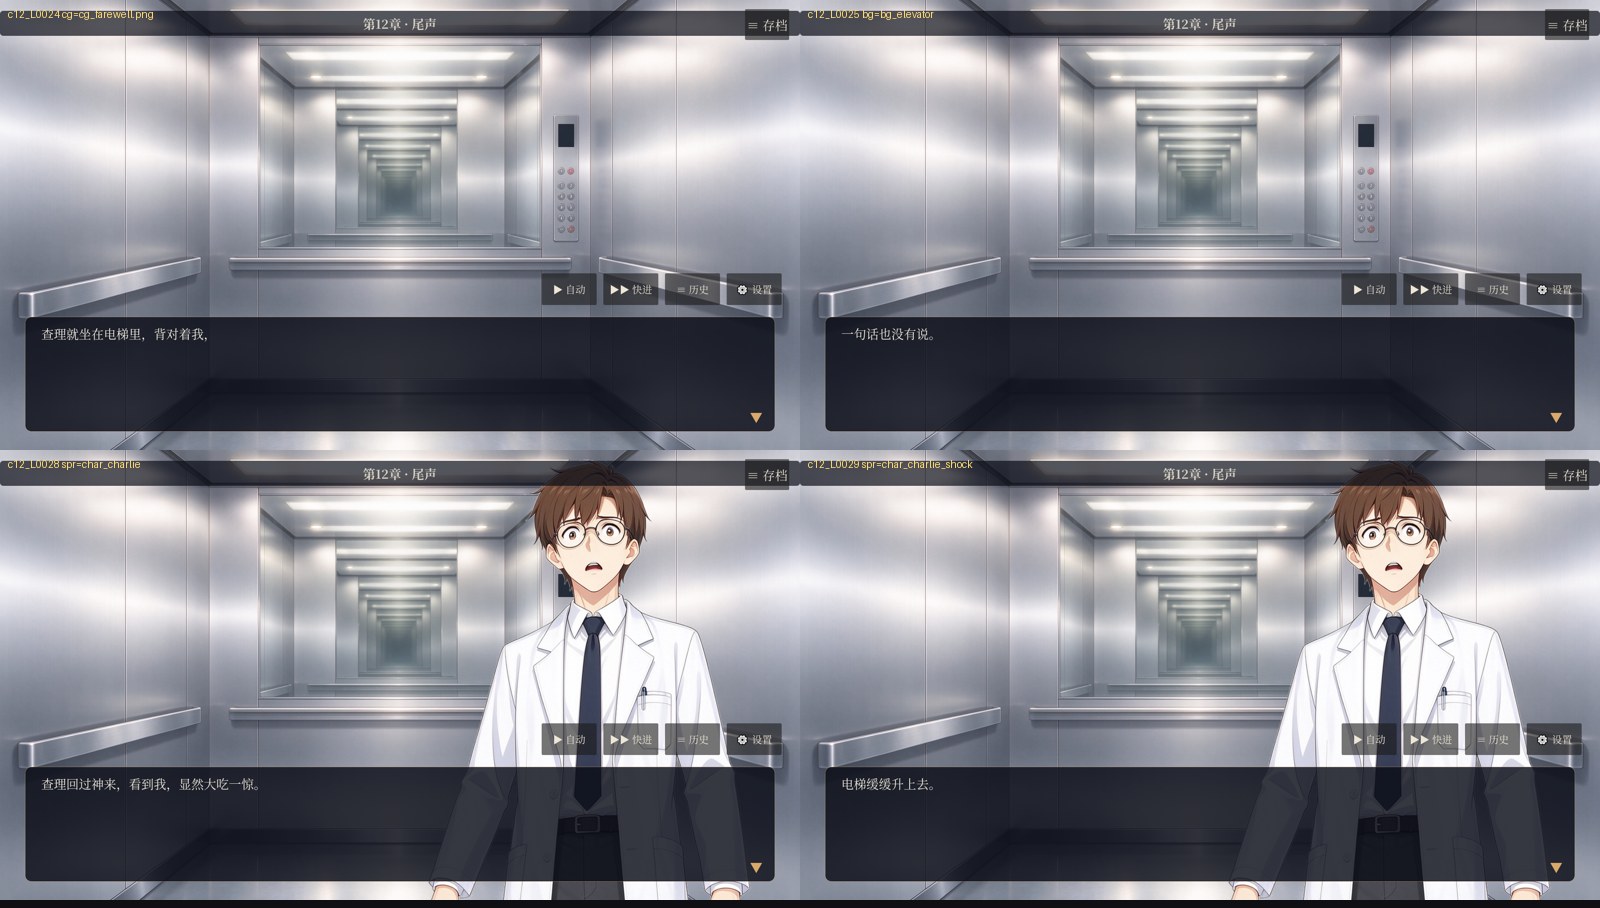 c12_L0024 cg=cg_farewell.png
第12章 · 尾声
≡ 存档
▶ 自动
▶▶ 快进
≡ 历史
设置
查理就坐在电梯里，背对着我，
c12_L0025 bg=bg_elevator
第12章 · 尾声
≡ 存档
▶ 自动
▶▶ 快进
≡ 历史
设置
一句话也没有说。
c12_L0028 spr=char_charlie
第12章 · 尾声
≡ 存档
▶ 自动
▶▶ 快进
≡ 历史
设置
查理回过神来，看到我，显然大吃一惊。
c12_L0029 spr=char_charlie_shock
第12章 · 尾声
≡ 存档
▶ 自动
▶▶ 快进
≡ 历史
设置
电梯缓缓升上去。